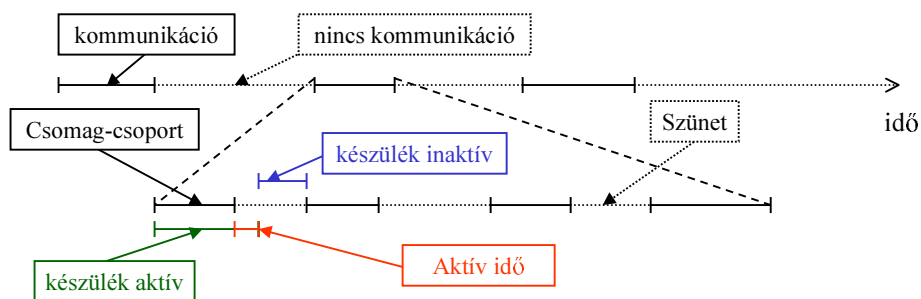 kommunikáció
nincs kommunikáció
Csomag-csoport
Szünet
idő
készülék inaktív
Aktív idő
készülék aktív